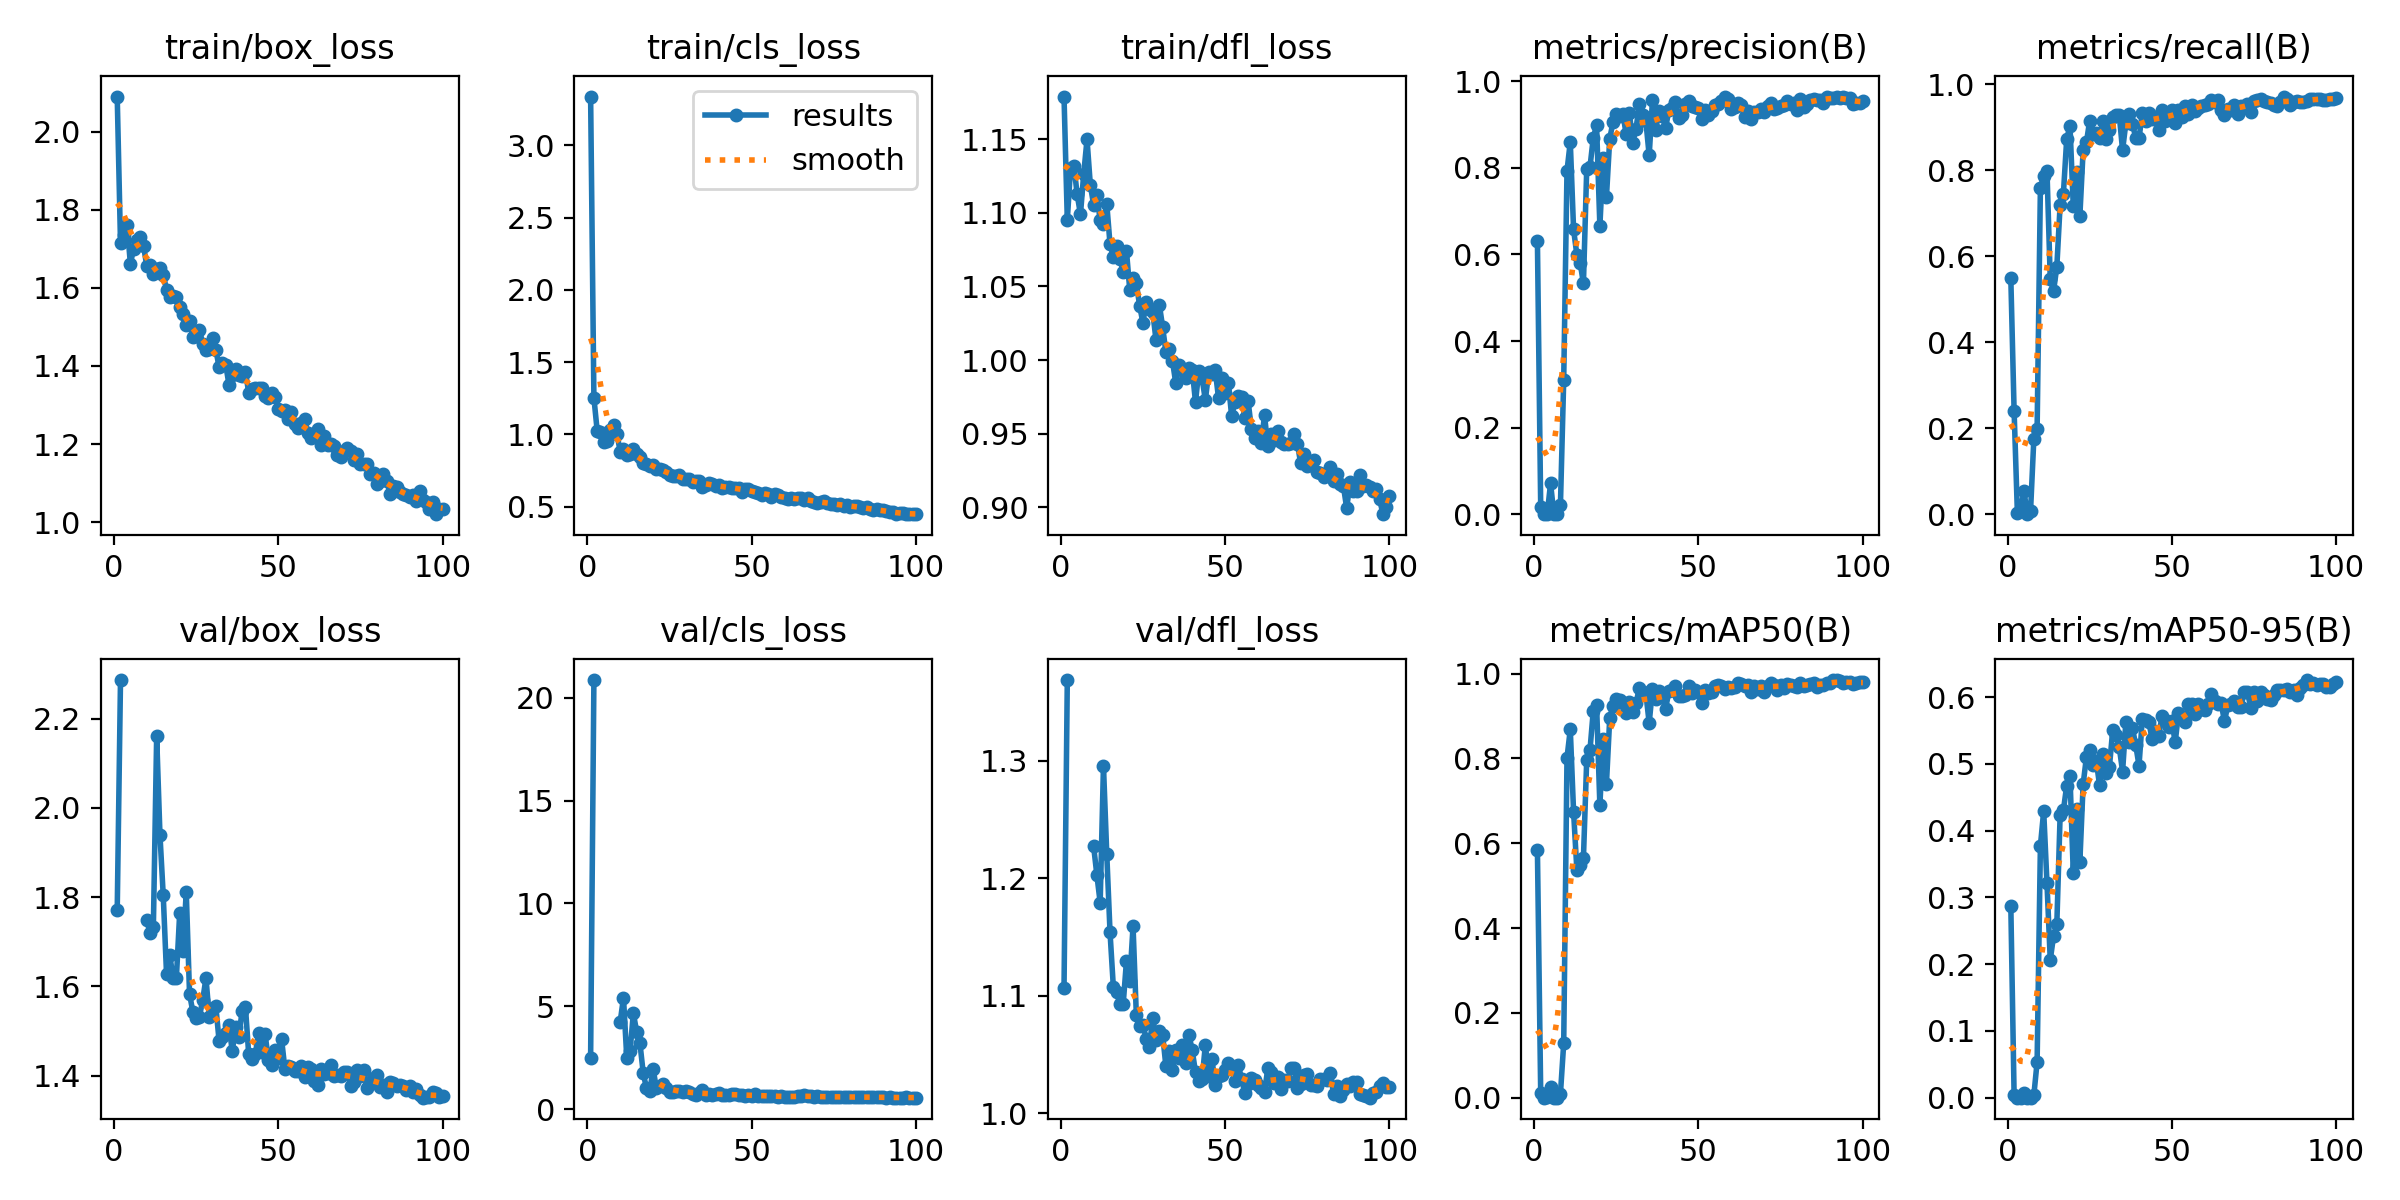 train/box_loss
2.0
1.8
1.6
1.4
1.2
1.0
0 50 100
train/cls_loss
results
smooth
3.0
2.5
2.0
1.5
1.0
0.5
0 50 100
train/dfl_loss
1.15
1.10
1.05
1.00
0.95
0.90
0 50 100
metrics/precision(B)
1.0
0.8
0.6
0.4
0.2
0.0
0 50 100
metrics/recall(B)
1.0
0.8
0.6
0.4
0.2
0.0
0 50 100
val/box_loss
2.2
2.0
1.8
1.6
1.4
0 50 100
val/cls_loss
20
15
10
5
0
0 50 100
val/dfl_loss
1.3
1.2
1.1
1.0
0 50 100
metrics/mAP50(B)
1.0
0.8
0.6
0.4
0.2
0.0
0 50 100
metrics/mAP50-95(B)
0.6
0.5
0.4
0.3
0.2
0.1
0.0
0 50 100